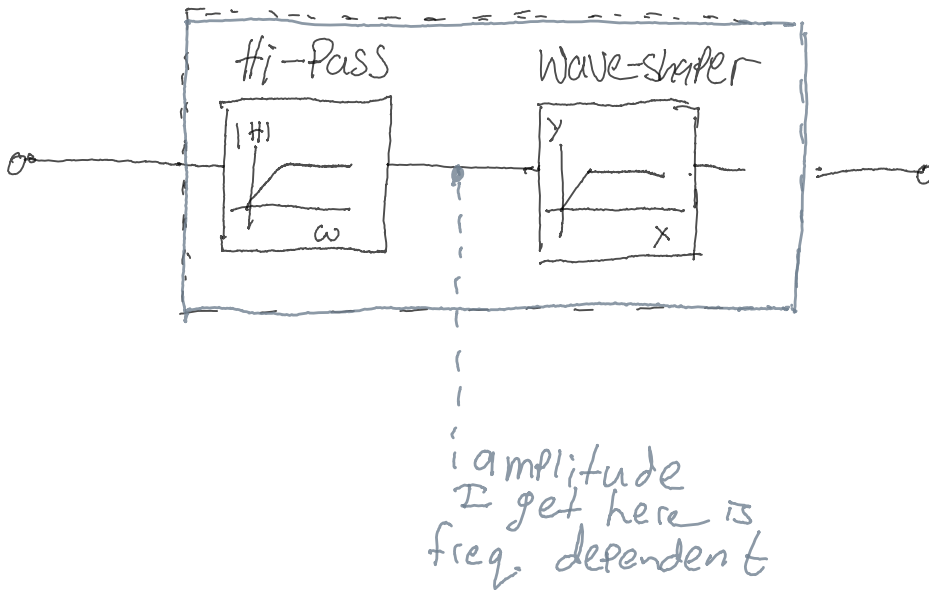 Hi-Pass
Wave-shaper
|H|
ω
y
x
i amplitude
I get here is
freq. dependent